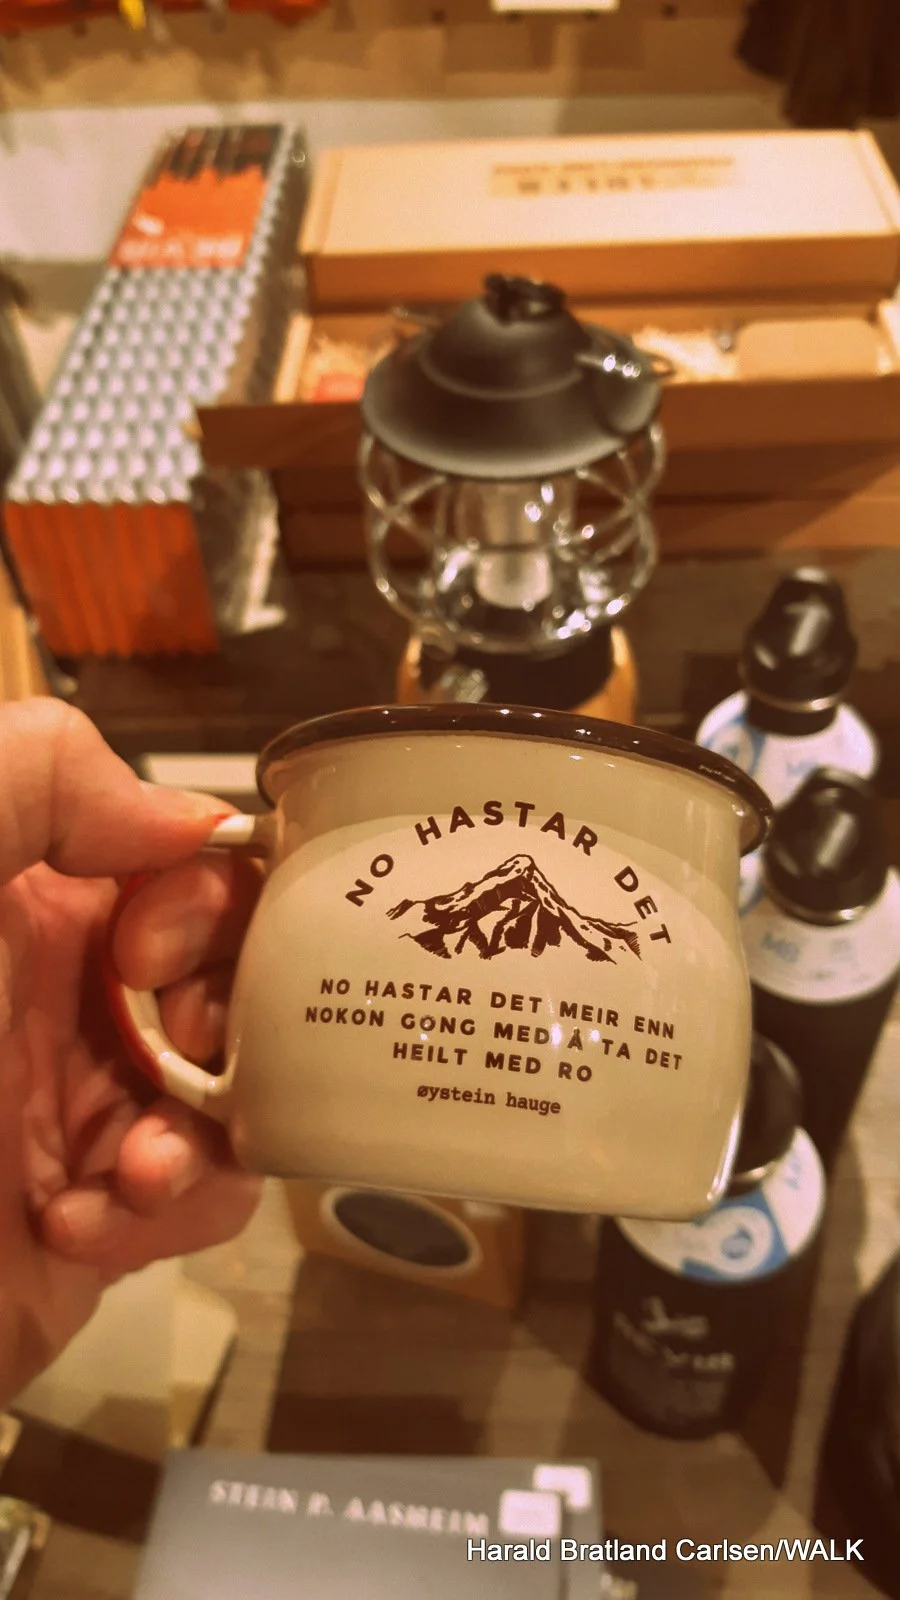 NO HASTAR DET
NO HASTAR DET MEIR ENN
NOKON GONG MED Å TA DET
HEILT MED RO
øystein hauge
STEIN P. AASHEIM
Harald Bratland Carlsen/WALK